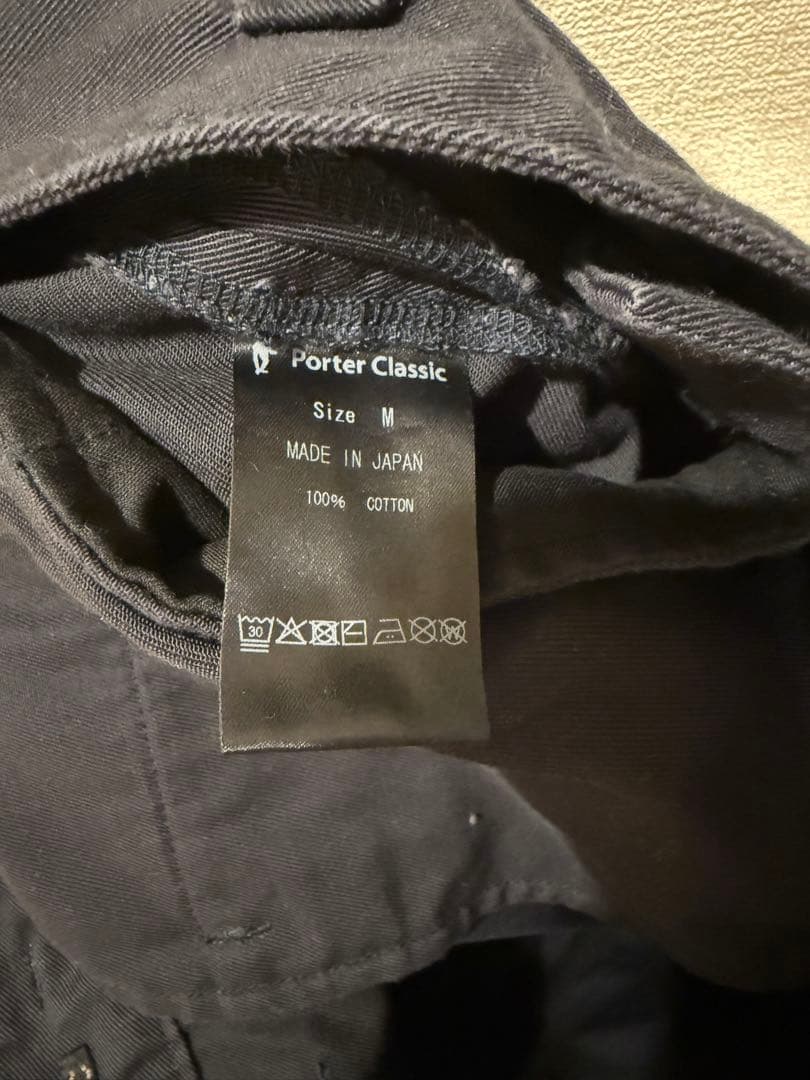 Porter Classic
Size M
MADE IN JAPAN
100% COTTON
30
W